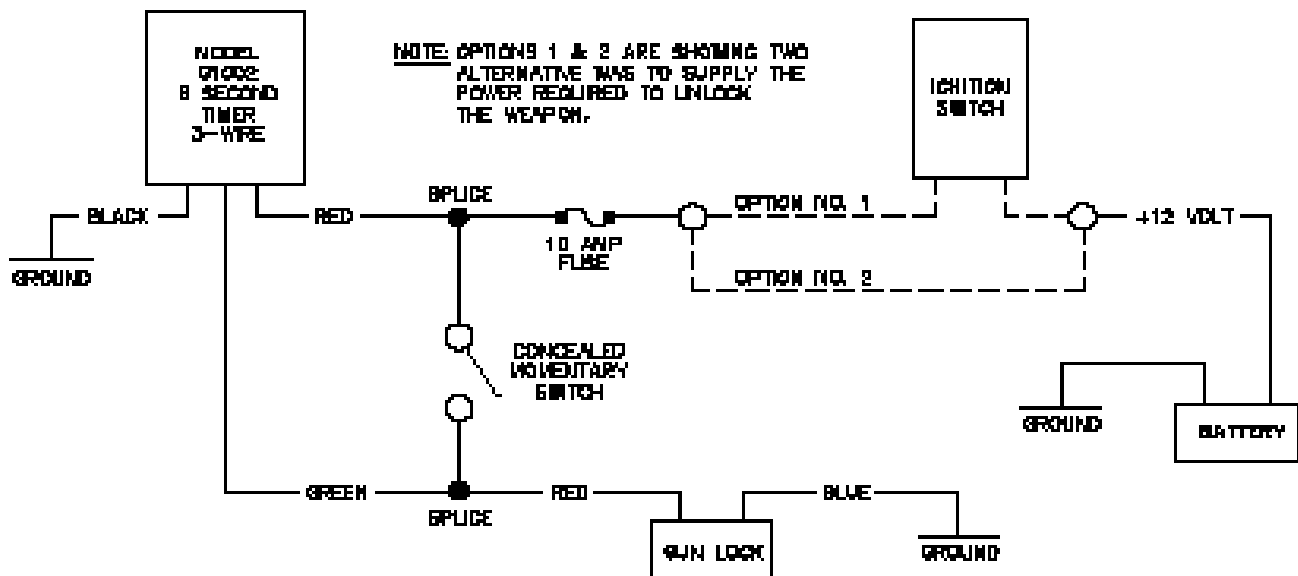 MODEL
8 SECOND
TIMER
3-WIRE
NOTE: OPTIONS 1 & 2 ARE SHOWING TWO
ALTERNATIVE WAS TO SUPPLY THE
POWER REQUIRED TO UNLOCK
THE WEAPON.
IGNITION
SWITCH
BLACK
RED
SPLICE
10 AMP
FUSE
OPTION NO. 1
+12 VOLT
GROUND
OPTION NO. 2
CONCEALED
MOMENTARY
SWITCH
GROUND
BATTERY
GREEN
RED
BLUE
SPLICE
GUN LOCK
GROUND